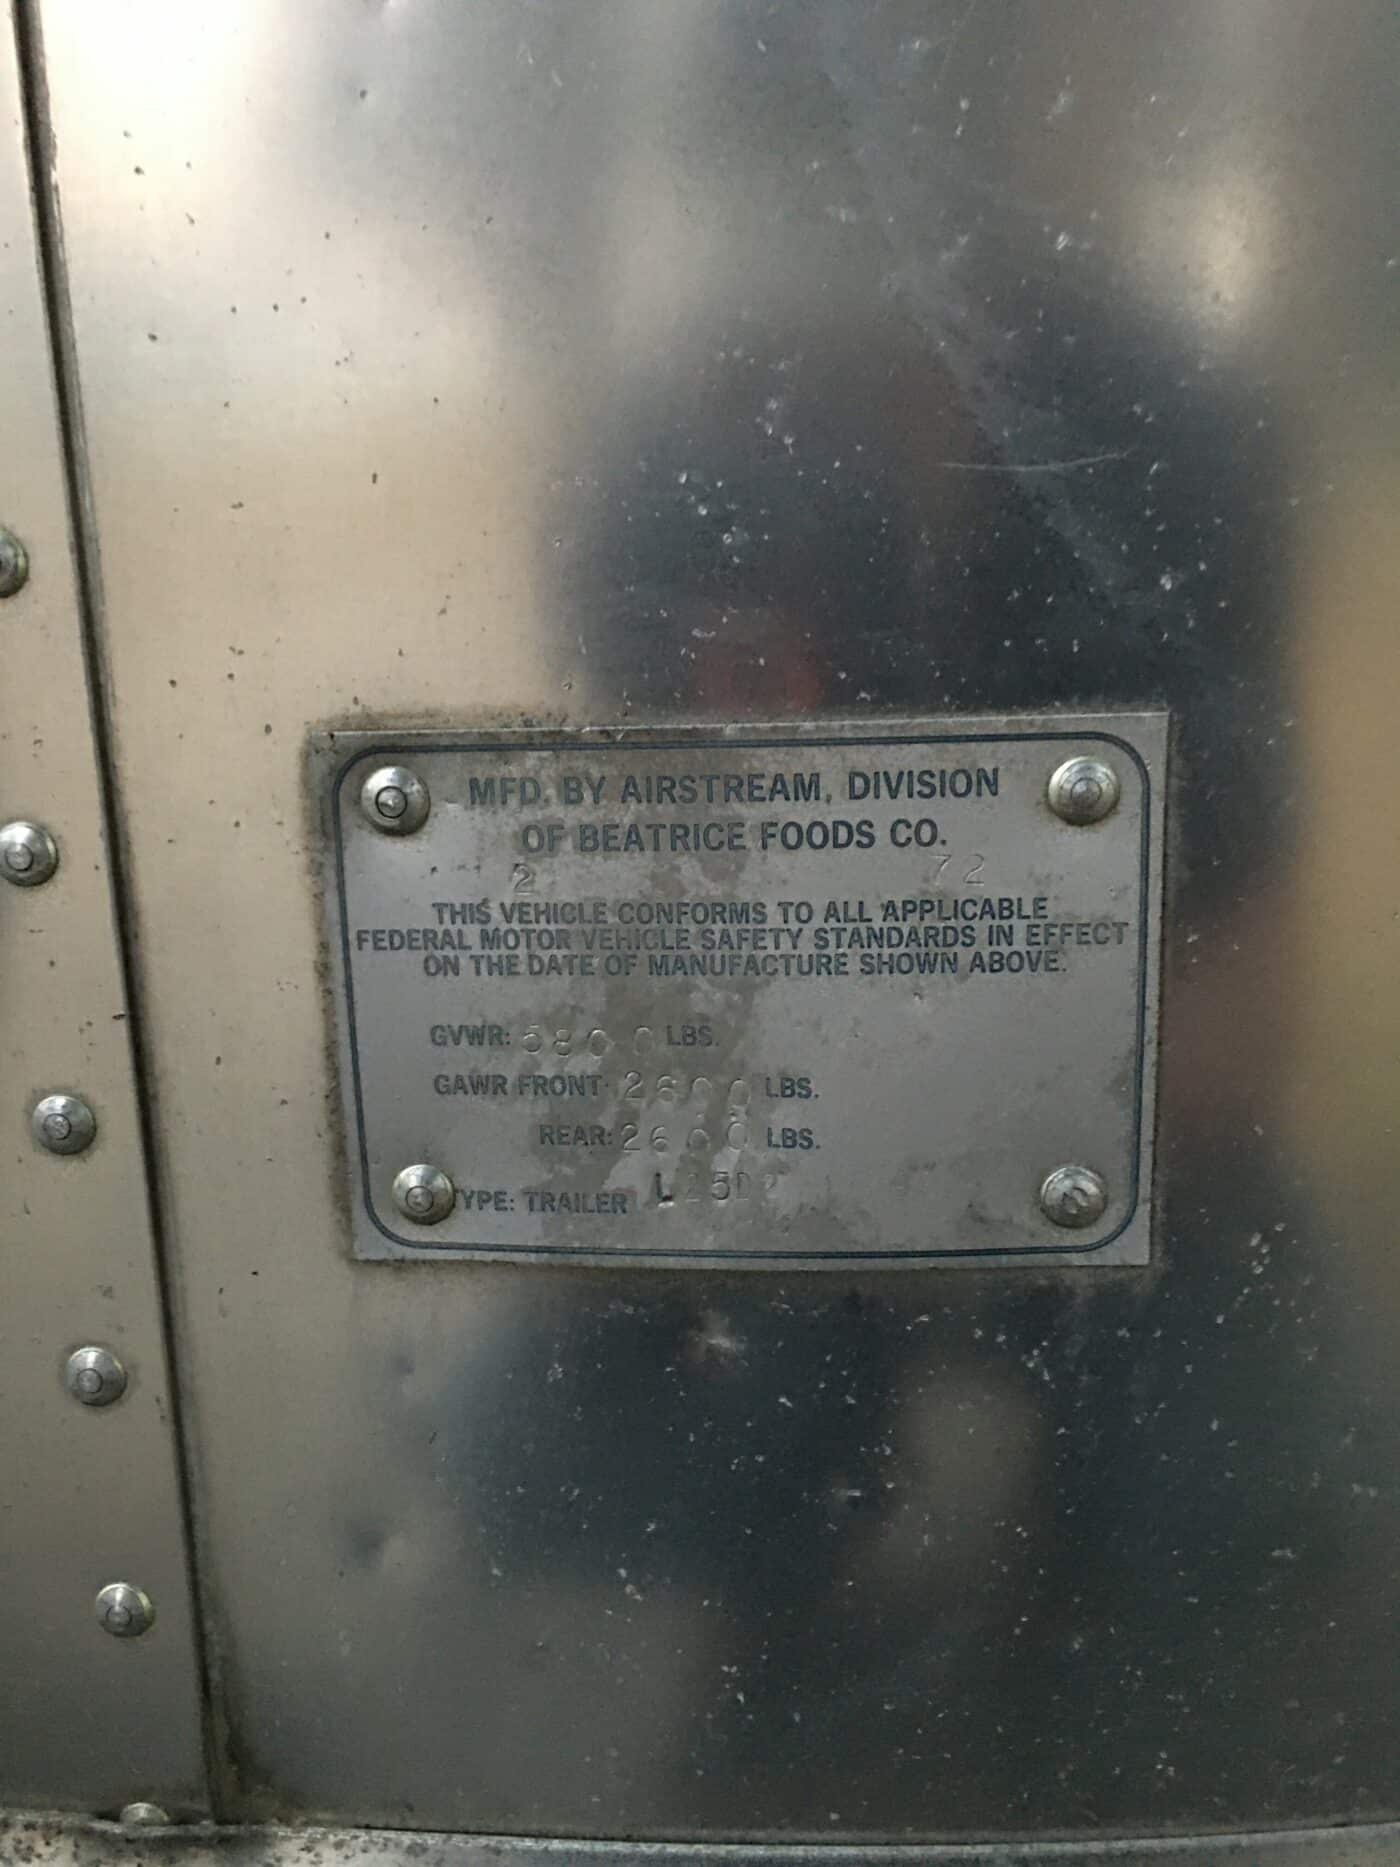 MFD. BY AIRSTREAM, DIVISION
OF BEATRICE FOODS CO.
2 72
THIS VEHICLE CONFORMS TO ALL APPLICABLE
FEDERAL MOTOR VEHICLE SAFETY STANDARDS IN EFFECT
ON THE DATE OF MANUFACTURE SHOWN ABOVE.
GVWR: 5800 LBS.
GAWR FRONT: 2600 LBS.
REAR: 2600 LBS.
YPE: TRAILER